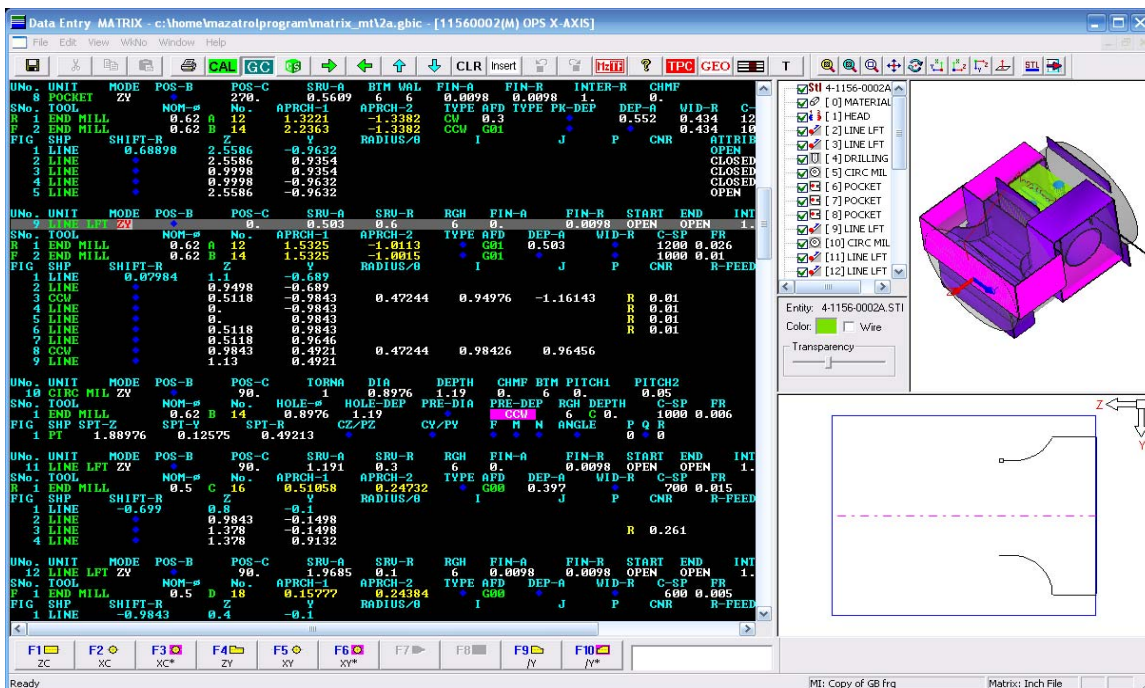 Data Entry MATRIX - c:\home\mazatrolprogram\matrix_mt\2a.gbic - [11560002(M) OPS X-AXIS]
File Edit View WkNo Window Help
CAL GC CLR Insert TPC GEO T STL
UNo. UNIT MODE POS-B POS-C SRV-A BTM WAL FIN-A FIN-R INTER-R CHMF
8 POCKET ZY ◆ 270. 0.5609 6 6 0.0098 0.0098 1. 0.
SNo. TOOL NOM-ø No. APRCH-1 APRCH-2 TYPE AFD TYPE PK-DEP DEP-A WID-R C-
R 1 END MILL 0.62 A 12 1.3221 -1.3382 CW 0.3 ◆ 0.552 0.434 12
F 2 END MILL 0.62 B 14 2.2363 -1.3382 CCW G01 ◆ ◆ 0.434 10
FIG SHP SHIFT-R Z Y RADIUS/θ I J P CNR ATTRIB
1 LINE 0.68898 2.5586 -0.9632 OPEN
2 LINE ◆ 2.5586 0.9354 CLOSED
3 LINE ◆ 0.9998 0.9354 CLOSED
4 LINE ◆ 0.9998 -0.9632 CLOSED
5 LINE ◆ 2.5586 -0.9632 OPEN
UNo. UNIT MODE POS-B POS-C SRV-A SRV-R RGH FIN-A FIN-R START END INT
9 LINE LFT ZY ◆ 0. 0.503 0.6 6 0. 0.0098 OPEN OPEN 1.
SNo. TOOL NOM-ø No. APRCH-1 APRCH-2 TYPE AFD DEP-A WID-R C-SP FR
R 1 END MILL 0.62 A 12 1.5325 -1.0113 ◆ G01 0.503 ◆ 1200 0.026
F 2 END MILL 0.62 B 14 1.5325 -1.0015 ◆ G01 ◆ ◆ 1000 0.01
FIG SHP SHIFT-R Z Y RADIUS/θ I J P CNR R-FEED
1 LINE 0.07984 1.1 -0.689
2 LINE ◆ 0.9498 -0.689
3 CCW ◆ 0.5118 -0.9843 0.47244 0.94976 -1.16143 R 0.01
4 LINE ◆ 0. -0.9843 R 0.01
5 LINE ◆ 0. 0.9843 R 0.01
6 LINE ◆ 0.5118 0.9843 R 0.01
7 LINE ◆ 0.5118 0.9646
8 CCW ◆ 0.9843 0.4921 0.47244 0.98426 0.96456
9 LINE ◆ 1.13 0.4921
UNo. UNIT MODE POS-B POS-C TORNA DIA DEPTH CHMF BTM PITCH1 PITCH2
10 CIRC MIL ZY ◆ 90. 1 0.8976 1.19 0. 6 0. 0.05
SNo. TOOL NOM-ø No. HOLE-ø HOLE-DEP PRE-DIA PRE-DEP RGH DEPTH C-SP FR
1 END MILL 0.62 B 14 0.8976 1.19 ◆ CCW 6 C 0. 1000 0.006
FIG SHP SPT-Z SPT-Y SPT-R CZ/PZ CY/PY F M N ANGLE P Q R
1 PT 1.88976 0.12575 0.49213 ◆ ◆ ◆ ◆ ◆ ◆ 0 ◆ 0
UNo. UNIT MODE POS-B POS-C SRV-A SRV-R RGH FIN-A FIN-R START END INT
11 LINE LFT ZY ◆ 90. 1.191 0.3 6 0. 0.0098 OPEN OPEN 1.
SNo. TOOL NOM-ø No. APRCH-1 APRCH-2 TYPE AFD DEP-A WID-R C-SP FR
R 1 END MILL 0.5 C 16 0.51058 0.24732 ◆ G00 0.397 ◆ 700 0.015
FIG SHP SHIFT-R Z Y RADIUS/θ I J P CNR R-FEED
1 LINE -0.699 0.8 -0.1
2 LINE ◆ 0.9843 -0.1498
3 LINE ◆ 1.378 -0.1498 R 0.261
4 LINE ◆ 1.378 0.9132
UNo. UNIT MODE POS-B POS-C SRV-A SRV-R RGH FIN-A FIN-R START END INT
12 LINE LFT ZY ◆ 90. 1.9685 0.1 6 0.0098 0.0098 OPEN OPEN 1.
SNo. TOOL NOM-ø No. APRCH-1 APRCH-2 TYPE AFD DEP-A WID-R C-SP FR
F 1 END MILL 0.5 D 18 0.15777 0.24384 ◆ G00 ◆ ◆ 600 0.005
FIG SHP SHIFT-R Z Y RADIUS/θ I J P CNR R-FEED
1 LINE -0.9843 0.4 -0.1
Stl 4-1156-0002A
[ 0] MATERIAL
[ 1] HEAD
[ 2] LINE LFT
[ 3] LINE LFT
[ 4] DRILLING
[ 5] CIRC MIL
[ 6] POCKET
[ 7] POCKET
[ 8] POCKET
[ 9] LINE LFT
[10] CIRC MIL
[11] LINE LFT
[12] LINE LFT
Entity: 4-1156-0002A.STl
Color: Wire
Transparency
Z
Y
F1 F2 F3 F4 F5 F6 F7 F8 F9 F10
ZC XC XC* ZY XY XY* /Y /Y*
Ready MI: Copy of GB frg Matrix: Inch File